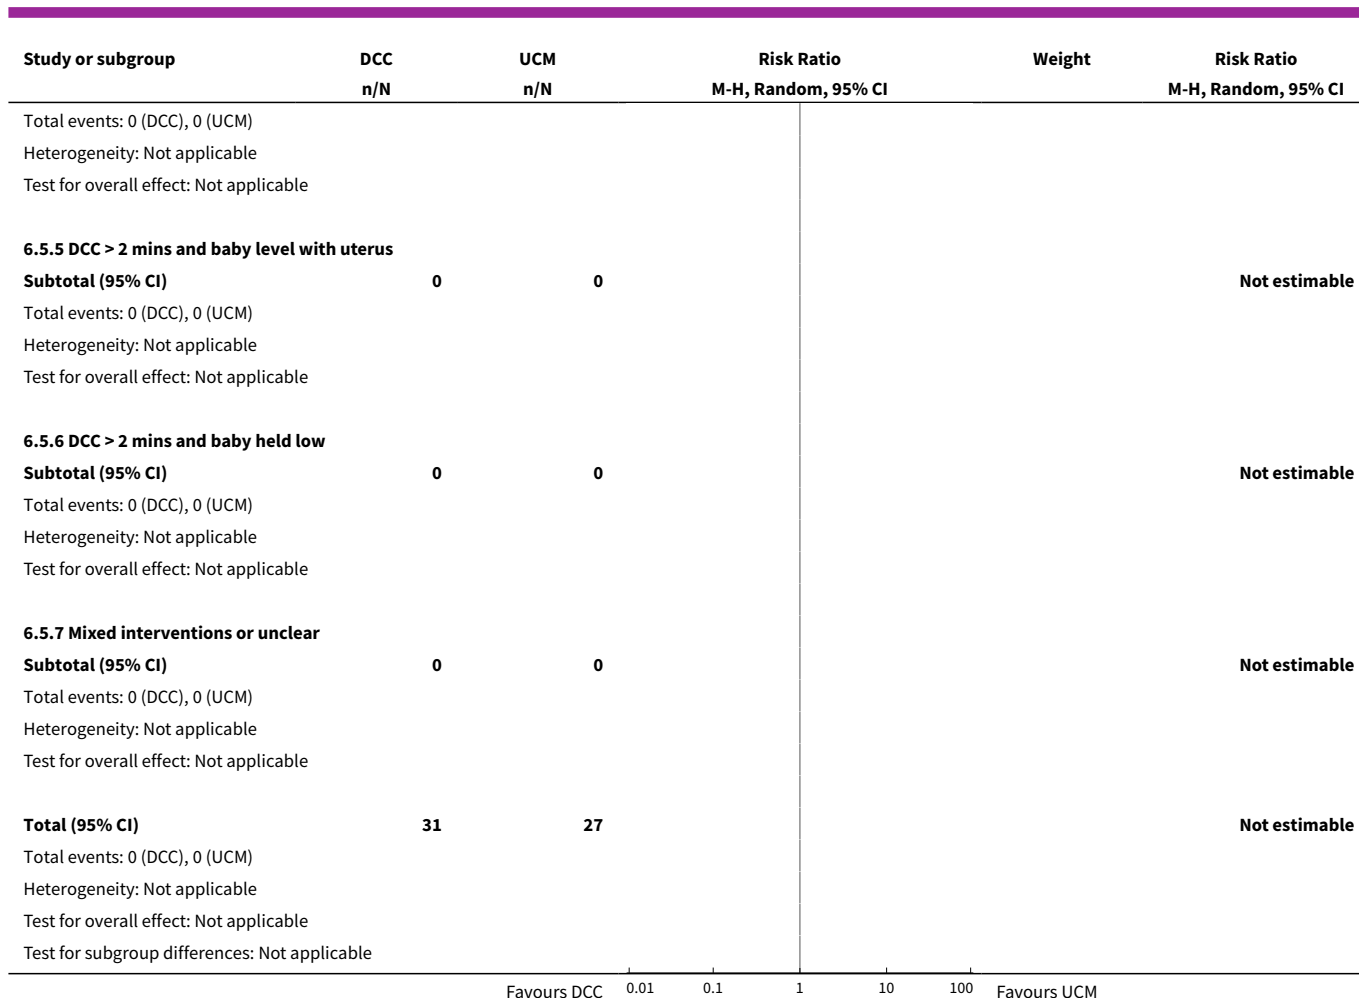 Study or subgroup DCC UCM Risk Ratio Weight Risk Ratio
n/N n/N M-H, Random, 95% CI M-H, Random, 95% CI
Total events: 0 (DCC), 0 (UCM)
Heterogeneity: Not applicable
Test for overall effect: Not applicable
6.5.5 DCC > 2 mins and baby level with uterus
Subtotal (95% CI) 0 0 Not estimable
Total events: 0 (DCC), 0 (UCM)
Heterogeneity: Not applicable
Test for overall effect: Not applicable
6.5.6 DCC > 2 mins and baby held low
Subtotal (95% CI) 0 0 Not estimable
Total events: 0 (DCC), 0 (UCM)
Heterogeneity: Not applicable
Test for overall effect: Not applicable
6.5.7 Mixed interventions or unclear
Subtotal (95% CI) 0 0 Not estimable
Total events: 0 (DCC), 0 (UCM)
Heterogeneity: Not applicable
Test for overall effect: Not applicable
Total (95% CI) 31 27 Not estimable
Total events: 0 (DCC), 0 (UCM)
Heterogeneity: Not applicable
Test for overall effect: Not applicable
Test for subgroup differences: Not applicable
Favours DCC 0.01 0.1 1 10 100 Favours UCM